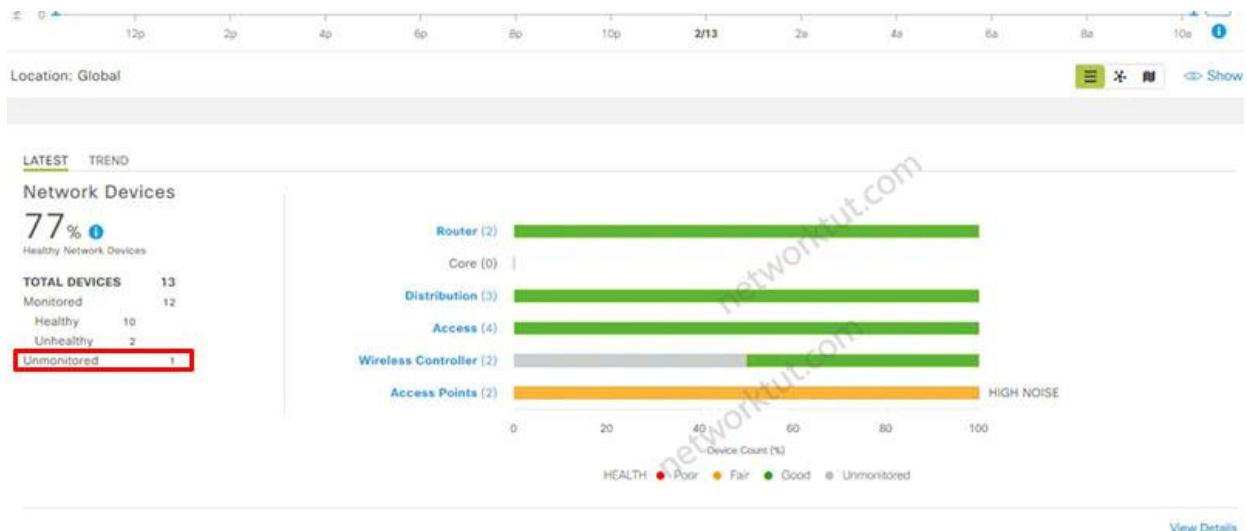 0
12p 2p 4p 6p 8p 10p 2/13 2a 4a 6a 8a 10a
Location: Global
Show
LATEST TREND
Network Devices
77%
Healthy Network Devices
TOTAL DEVICES 13
Monitored 12
Healthy 10
Unhealthy 2
Unmonitored 1
Router (2)
Core (0)
Distribution (3)
Access (4)
Wireless Controller (2)
Access Points (2)
HIGH NOISE
0 20 40 60 80 100
Device Count (%)
HEALTH Poor Fair Good Unmonitored
networktut.com
networktut.com
View Details